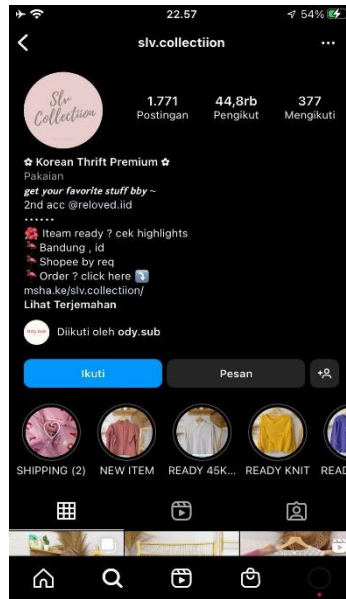 22.57
54%
slv.collectiion
Slv
Collectiion
1.771 44,8rb 377
Postingan Pengikut Mengikuti
✿ Korean Thrift Premium ✿
Pakaian
get your favorite stuff bby ~
2nd acc @reloved.iid
......
🌺 Iteam ready ? cek highlights
🦩 Bandung , id
🦩 Shopee by req
🦩 Order ? click here ⤵️
msha.ke/slv.collectiion/
Lihat Terjemahan
Diikuti oleh ody.sub
Ikuti Pesan
SHIPPING (2) NEW ITEM READY 45K... READY KNIT READ